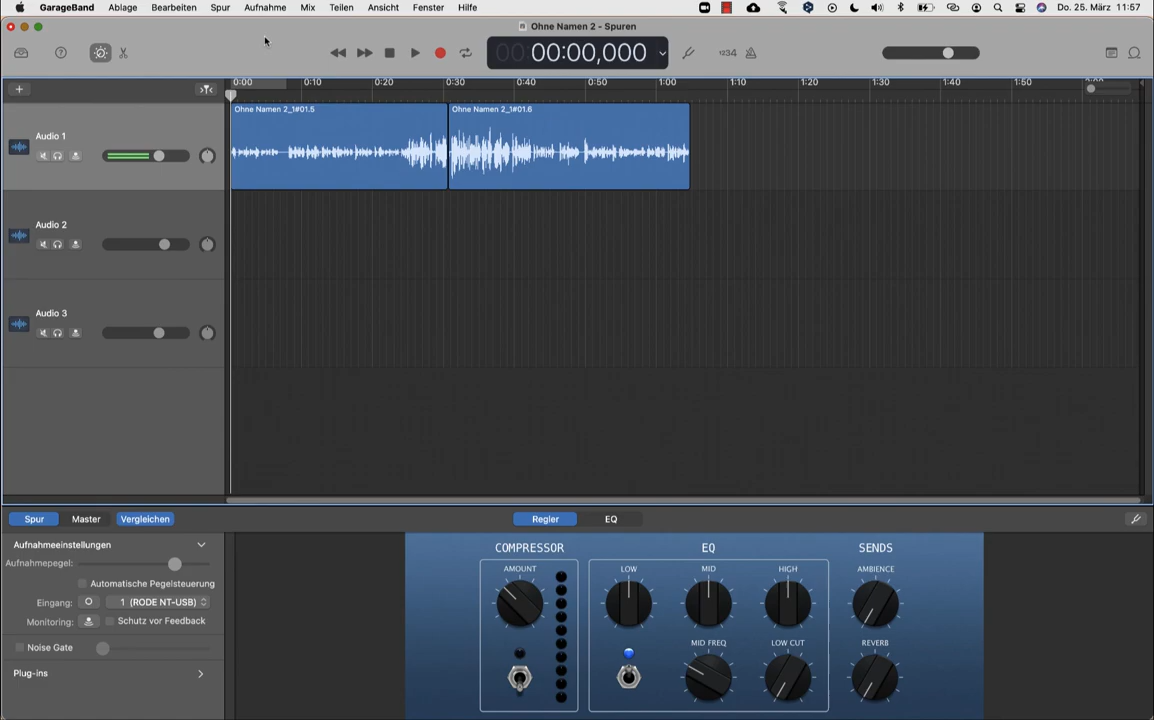 GarageBand Ablage Bearbeiten Spur Aufnahme Mix Teilen Ansicht Fenster Hilfe Do. 25. März 11:57
Ohne Namen 2 - Spuren
00:00,000 1234
0:00 0:10 0:20 0:30 0:40 0:50 1:00 1:10 1:20 1:30 1:40 1:50
Ohne Namen 2_1#01.5 Ohne Namen 2_1#01.6
Audio 1
Audio 2
Audio 3
Spur Master Vergleichen Regler EQ
Aufnahmeeinstellungen
Aufnahmepegel:
Automatische Pegelsteuerung
Eingang: 1 (RODE NT-USB)
Monitoring: Schutz vor Feedback
Noise Gate
Plug-ins
COMPRESSOR EQ SENDS
AMOUNT LOW MID HIGH AMBIENCE
MID FREQ LOW CUT REVERB